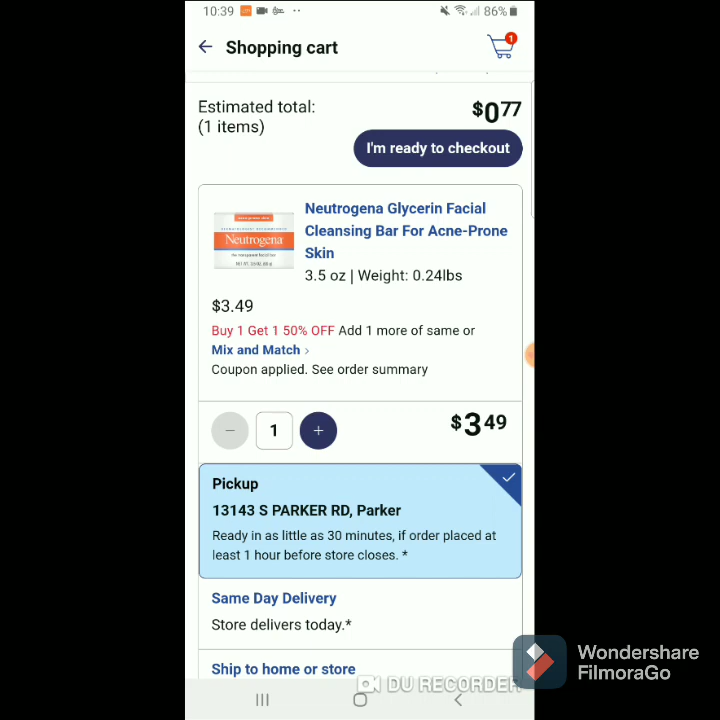 10:39
86%
Shopping cart
1
Estimated total:
(1 items)
$0.77
I'm ready to checkout
Neutrogena Glycerin Facial
Cleansing Bar For Acne-Prone
Skin
3.5 oz | Weight: 0.24lbs
Neutrogena
$3.49
Buy 1 Get 1 50% OFF Add 1 more of same or
Mix and Match >
Coupon applied. See order summary
− 1 +
$3 49
Pickup
13143 S PARKER RD, Parker
Ready in as little as 30 minutes, if order placed at
least 1 hour before store closes. *
Same Day Delivery
Store delivers today.*
Ship to home or store
DU RECORDER
Wondershare
FilmoraGo